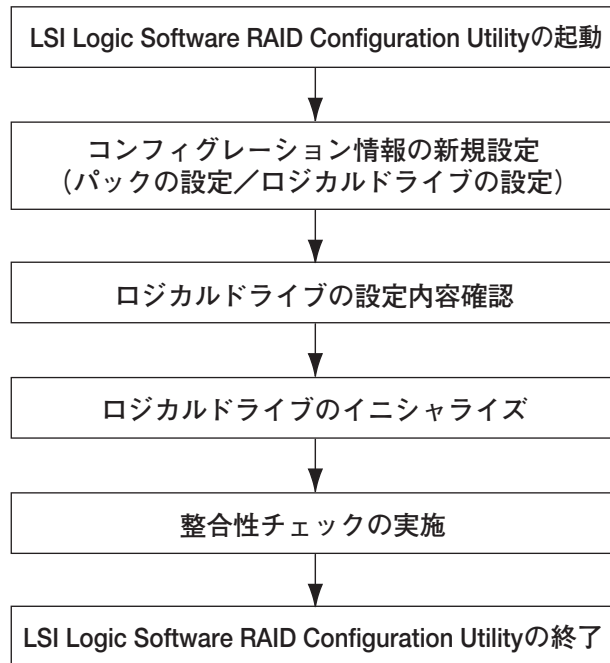 LSI Logic Software RAID Configuration Utilityの起動
コンフィグレーション情報の新規設定
（パックの設定／ロジカルドライブの設定）
ロジカルドライブの設定内容確認
ロジカルドライブのイニシャライズ
整合性チェックの実施
LSI Logic Software RAID Configuration Utilityの終了